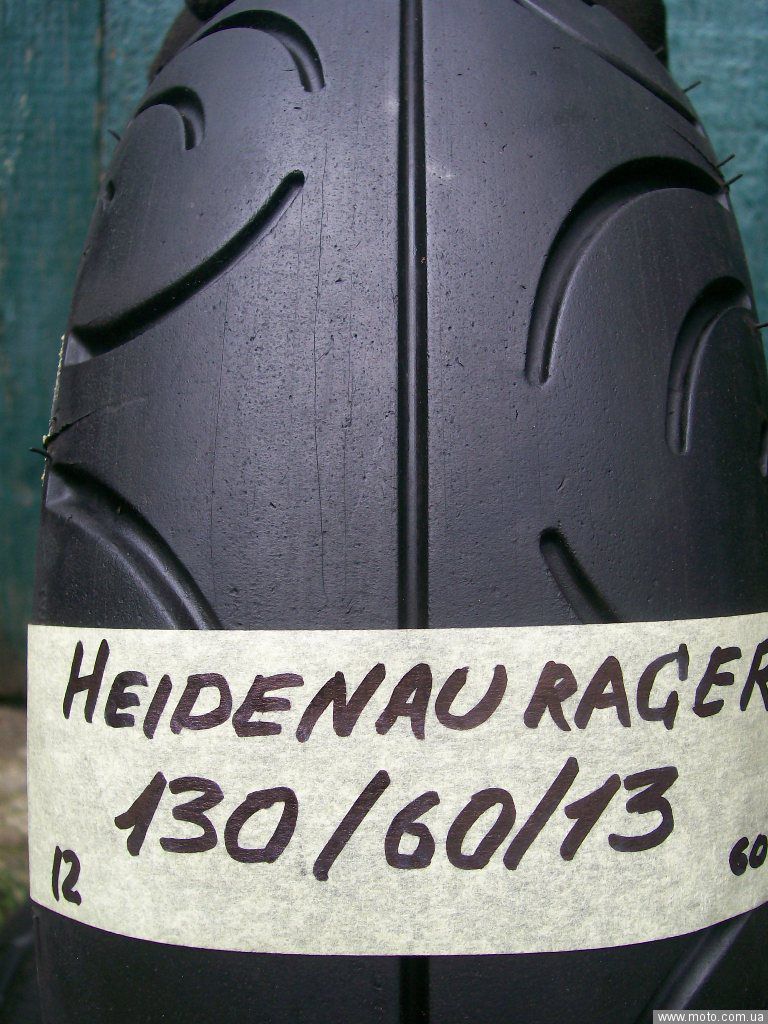 HEIDENAU RAGER
130/60/13
12 60
www.moto.com.ua